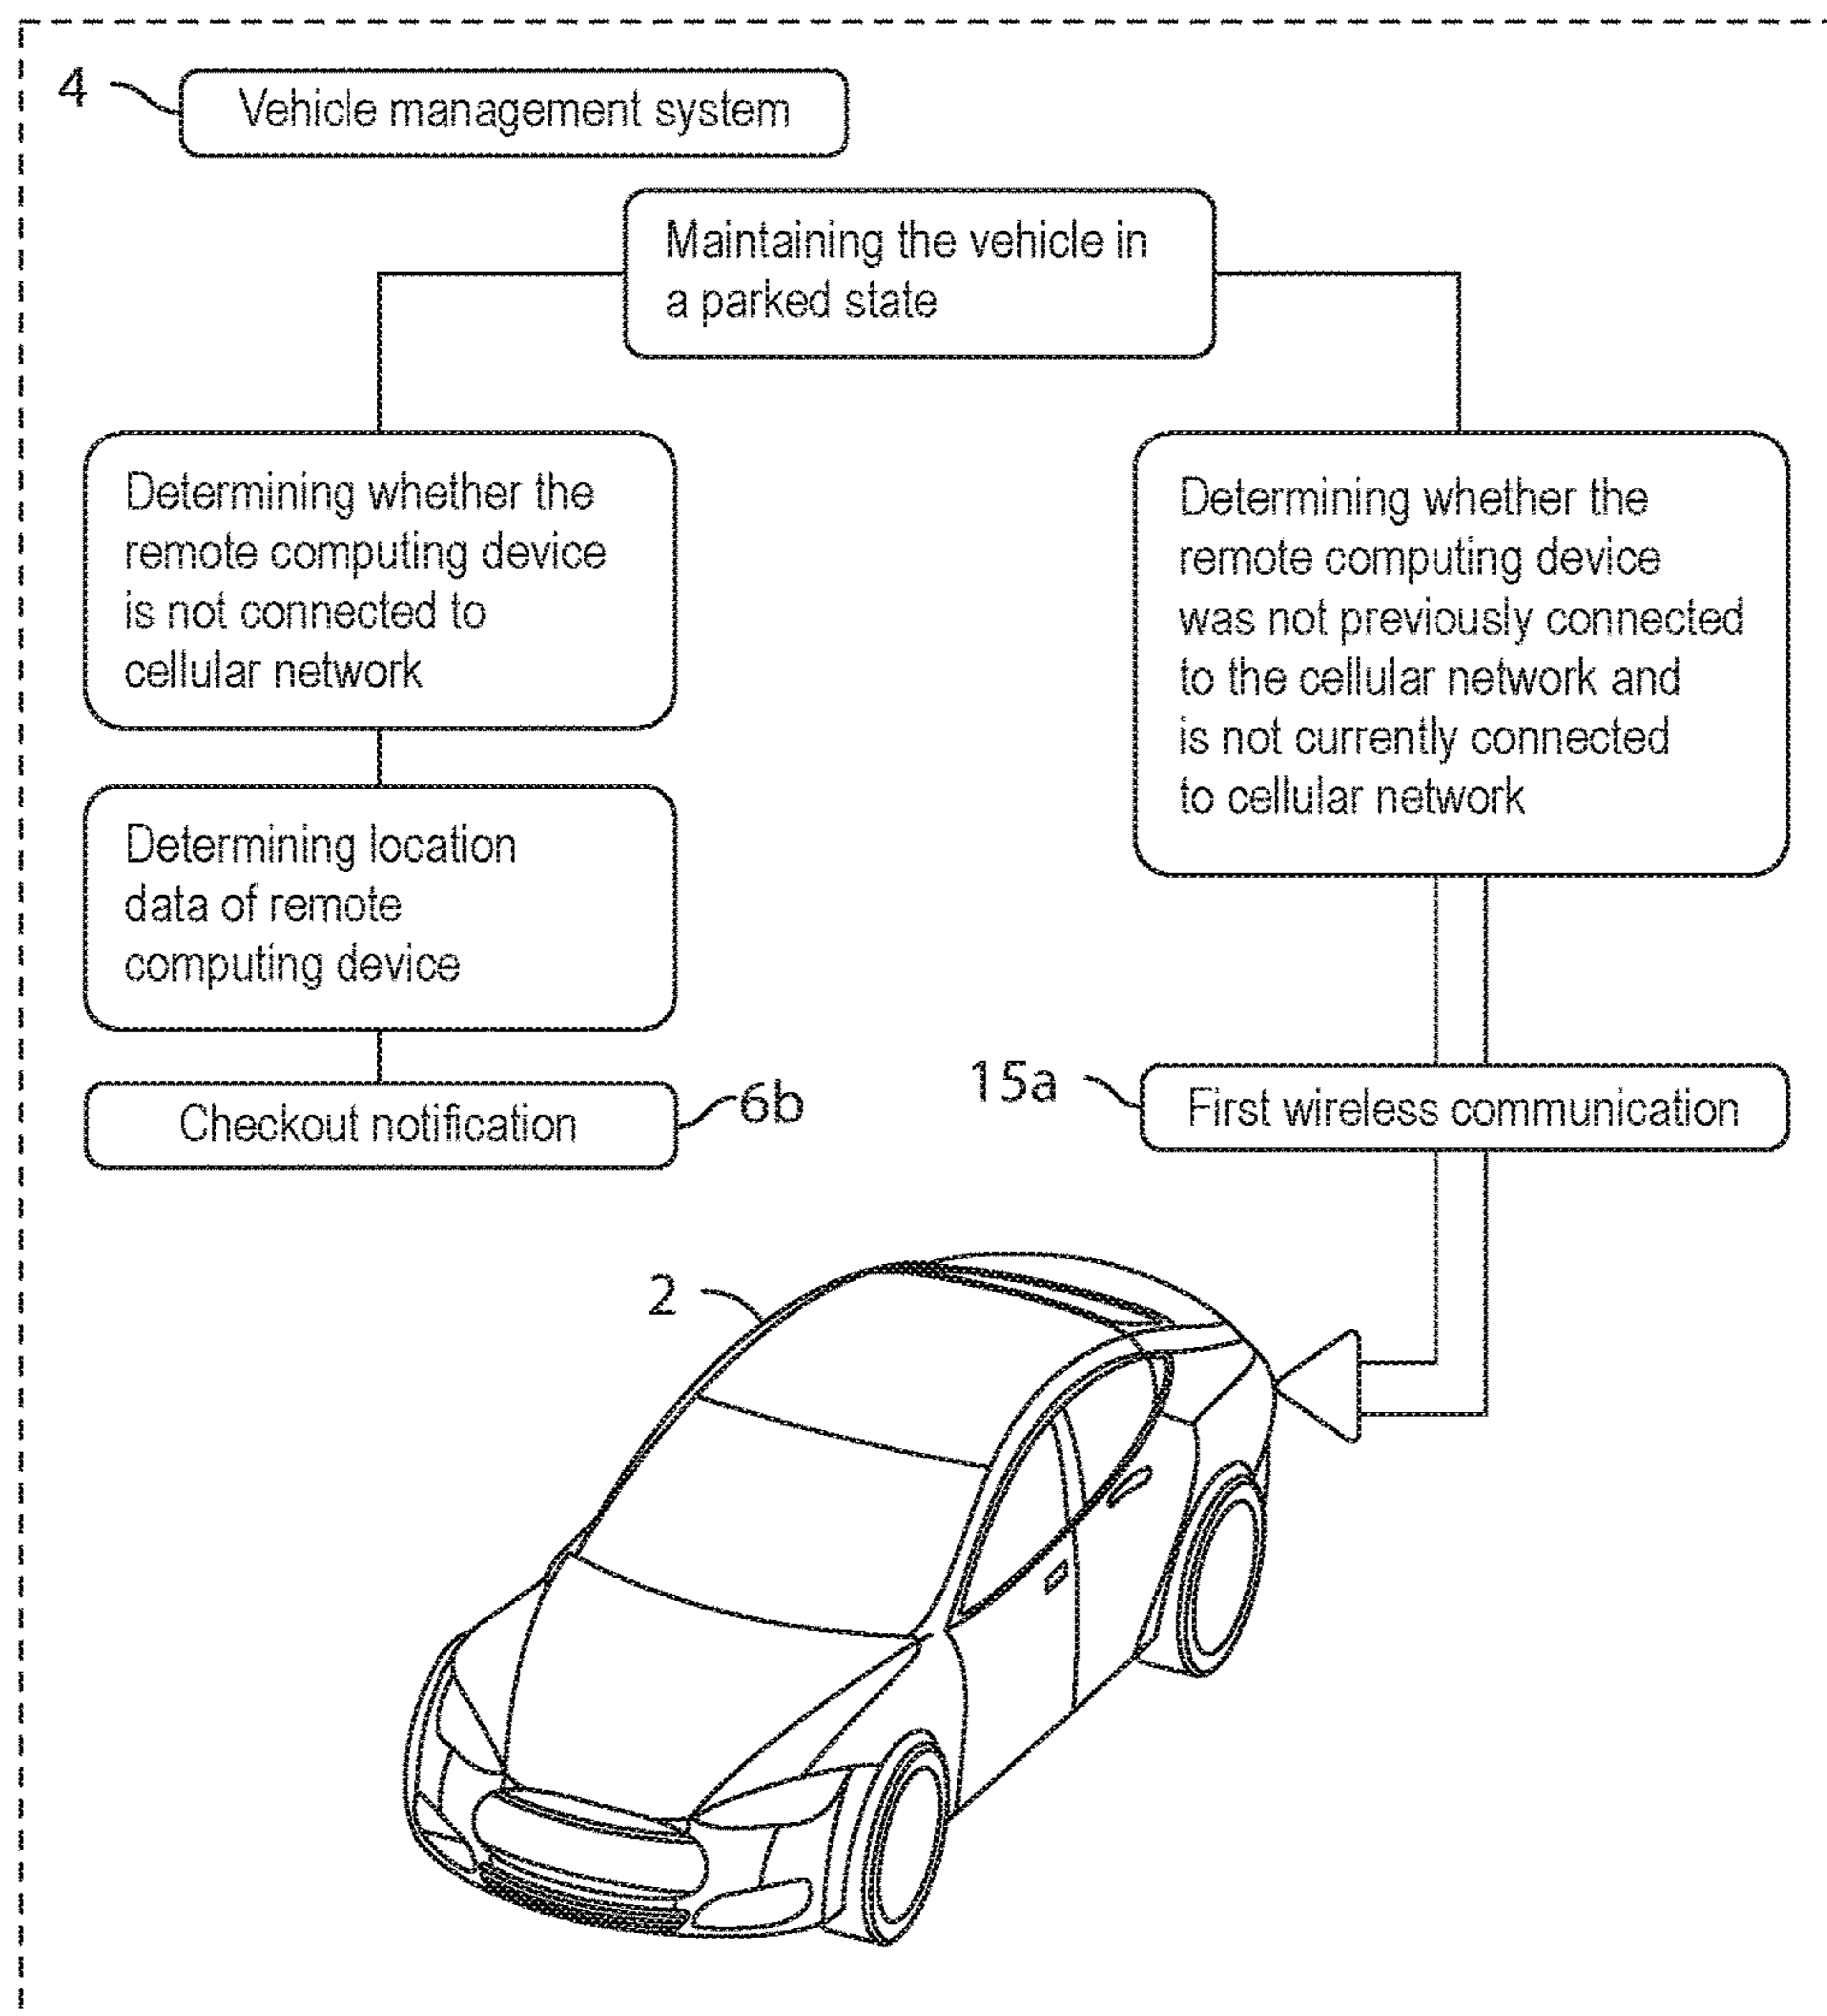 4
Vehicle management system
Maintaining the vehicle in
a parked state
Determining whether the
remote computing device
is not connected to
cellular network
Determining whether the
remote computing device
was not previously connected
to the cellular network and
is not currently connected
to cellular network
Determining location
data of remote
computing device
Checkout notification
6b
15a
First wireless communication
2